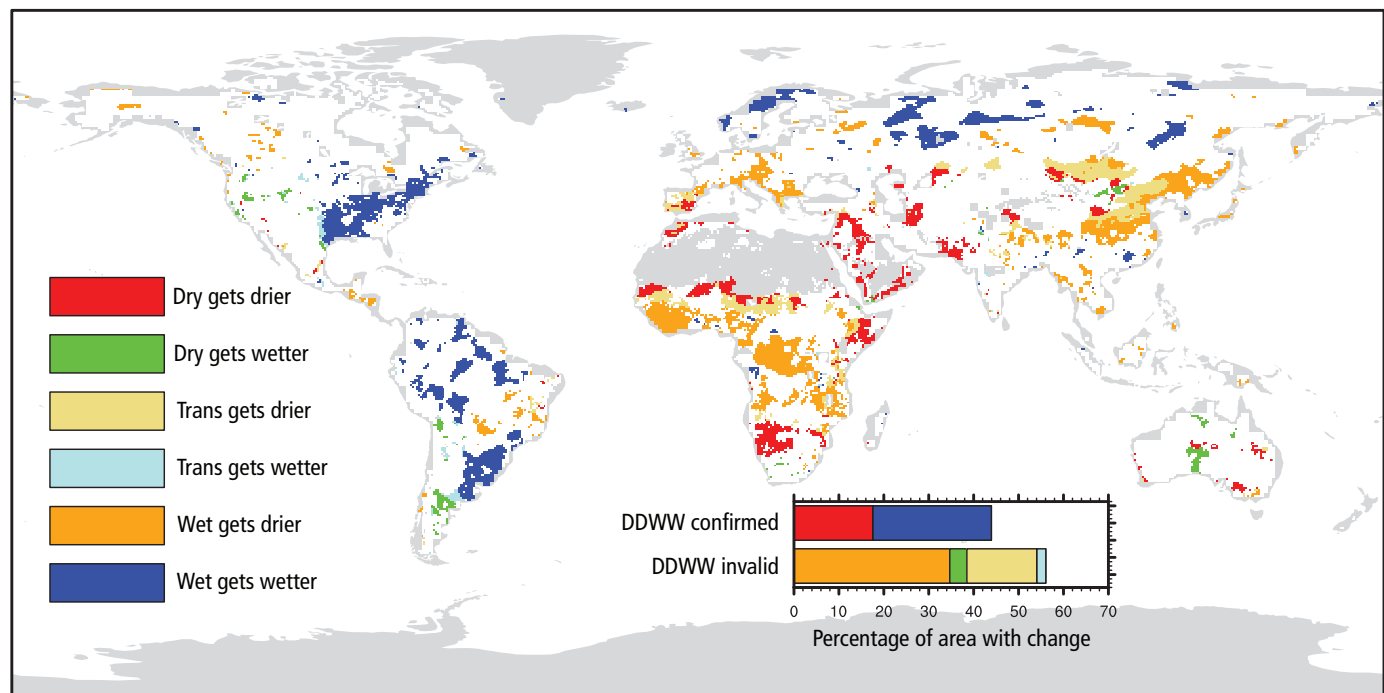 Dry gets drier
Dry gets wetter
Trans gets drier
Trans gets wetter
Wet gets drier
Wet gets wetter
DDWW confirmed
DDWW invalid
0 10 20 30 40 50 60 70
Percentage of area with change